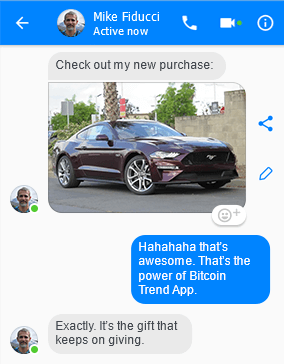 Mike Fiducci
Active now
Check out my new purchase:
Hahahaha that's
awesome. That's the
power of Bitcoin
Trend App.
Exactly. It's the gift that
keeps on giving.